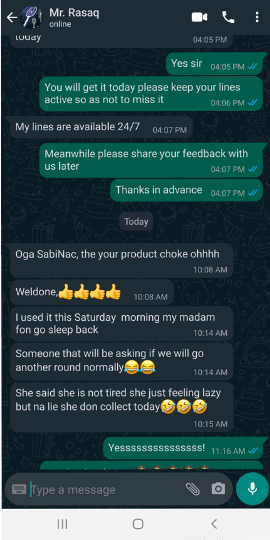 Mr. Rasaq
online
today
04:05 PM
Yes sir 04:05 PM
You will get it today please keep your lines
active so as not to miss it 04:06 PM
My lines are available 24/7 04:07 PM
Meanwhile please share your feedback with
us later 04:07 PM
Thanks in advance 04:07 PM
Today
Oga SabiNac, the your product choke ohhhh
10:08 AM
Weldone,👍👍👍👍 10:08 AM
I used it this Saturday morning my madam
fon go sleep back 10:14 AM
Someone that will be asking if we will go
another round normally😂😂 10:14 AM
She said she is not tired she just feeling lazy
but na lie she don collect today🤣🤣🤣
10:15 AM
Yesssssssssssssss! 11:16 AM
Type a message